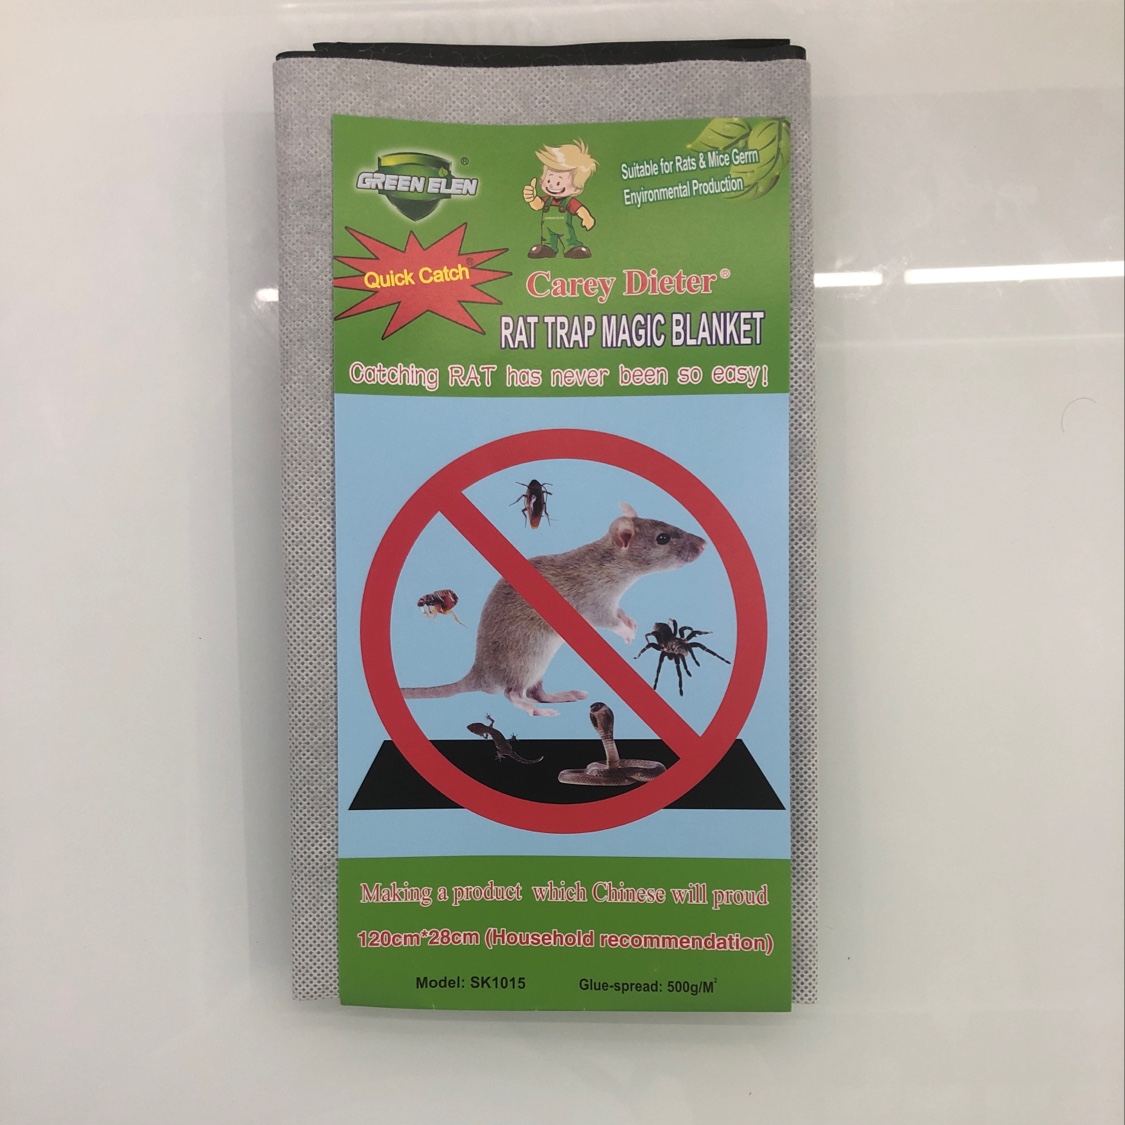 GREEN ELEN®
Suitable for Rats & Mice Germ
Enyironmental Production
Quick Catch®
Carey Dieter®
RAT TRAP MAGIC BLANKET
Catching RAT has never been so easy!
Making a product which Chinese will proud
120cm*28cm (Household recommendation)
Model: SK1015 Glue-spread: 500g/M²